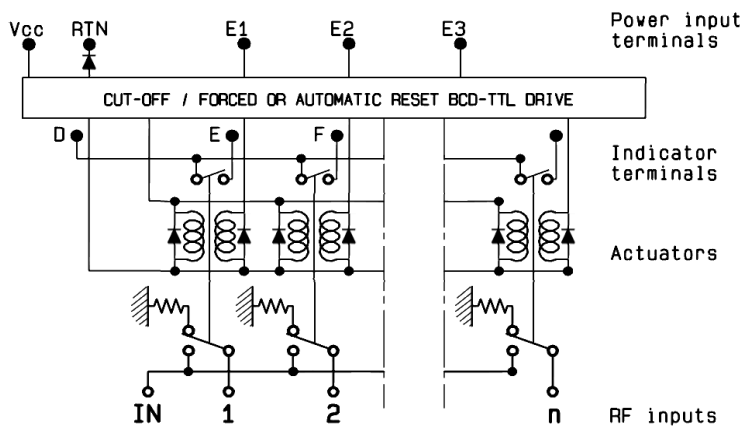 Vcc RTN E1 E2 E3 Power input
terminals
CUT-OFF / FORCED OR AUTOMATIC RESET BCD-TTL DRIVE
D E F Indicator
terminals
Actuators
IN 1 2 n RF inputs